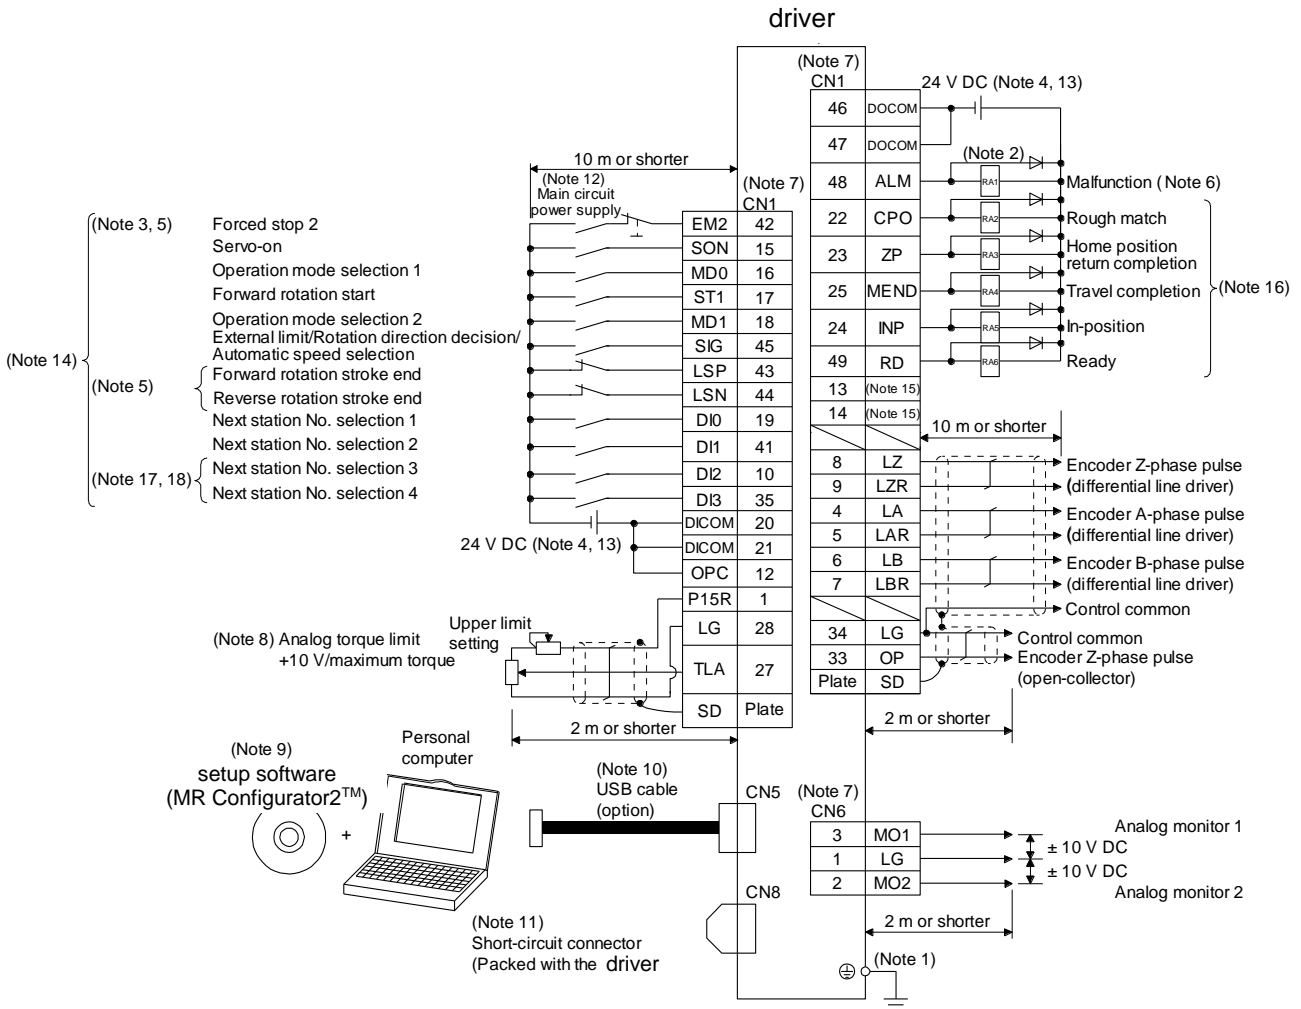 driver
(Note 7)
CN1
24 V DC (Note 4, 13)
46 DOCOM
47 DOCOM
(Note 2)
48 ALM RA1 Malfunction ( Note 6)
22 CPO RA2 Rough match
23 ZP RA3 Home position
return completion
25 MEND RA4 Travel completion
(Note 16)
24 INP RA5 In-position
49 RD RA6 Ready
13 (Note 15)
14 (Note 15)
10 m or shorter
8 LZ Encoder Z-phase pulse
9 LZR (differential line driver)
4 LA Encoder A-phase pulse
5 LAR (differential line driver)
6 LB Encoder B-phase pulse
7 LBR (differential line driver)
Control common
34 LG Control common
33 OP Encoder Z-phase pulse
(open-collector)
Plate SD
2 m or shorter
10 m or shorter
(Note 12)
Main circuit
power supply
(Note 7)
CN1
(Note 14)
(Note 3, 5) Forced stop 2 EM2 42
Servo-on SON 15
Operation mode selection 1 MD0 16
Forward rotation start ST1 17
Operation mode selection 2 MD1 18
External limit/Rotation direction decision/
Automatic speed selection SIG 45
(Note 5)
Forward rotation stroke end LSP 43
Reverse rotation stroke end LSN 44
Next station No. selection 1 DI0 19
Next station No. selection 2 DI1 41
(Note 17, 18)
Next station No. selection 3 DI2 10
Next station No. selection 4 DI3 35
DICOM 20
24 V DC (Note 4, 13)
DICOM 21
OPC 12
P15R 1
Upper limit
setting
LG 28
(Note 8) Analog torque limit
+10 V/maximum torque
TLA 27
SD Plate
2 m or shorter
(Note 9)
setup software
(MR Configurator2TM)
+
Personal
computer
(Note 10)
USB cable
(option)
CN5
CN8
(Note 11)
Short-circuit connector
(Packed with the driver
(Note 7)
CN6
3 MO1 Analog monitor 1
± 10 V DC
1 LG
± 10 V DC
2 MO2 Analog monitor 2
2 m or shorter
(Note 1)